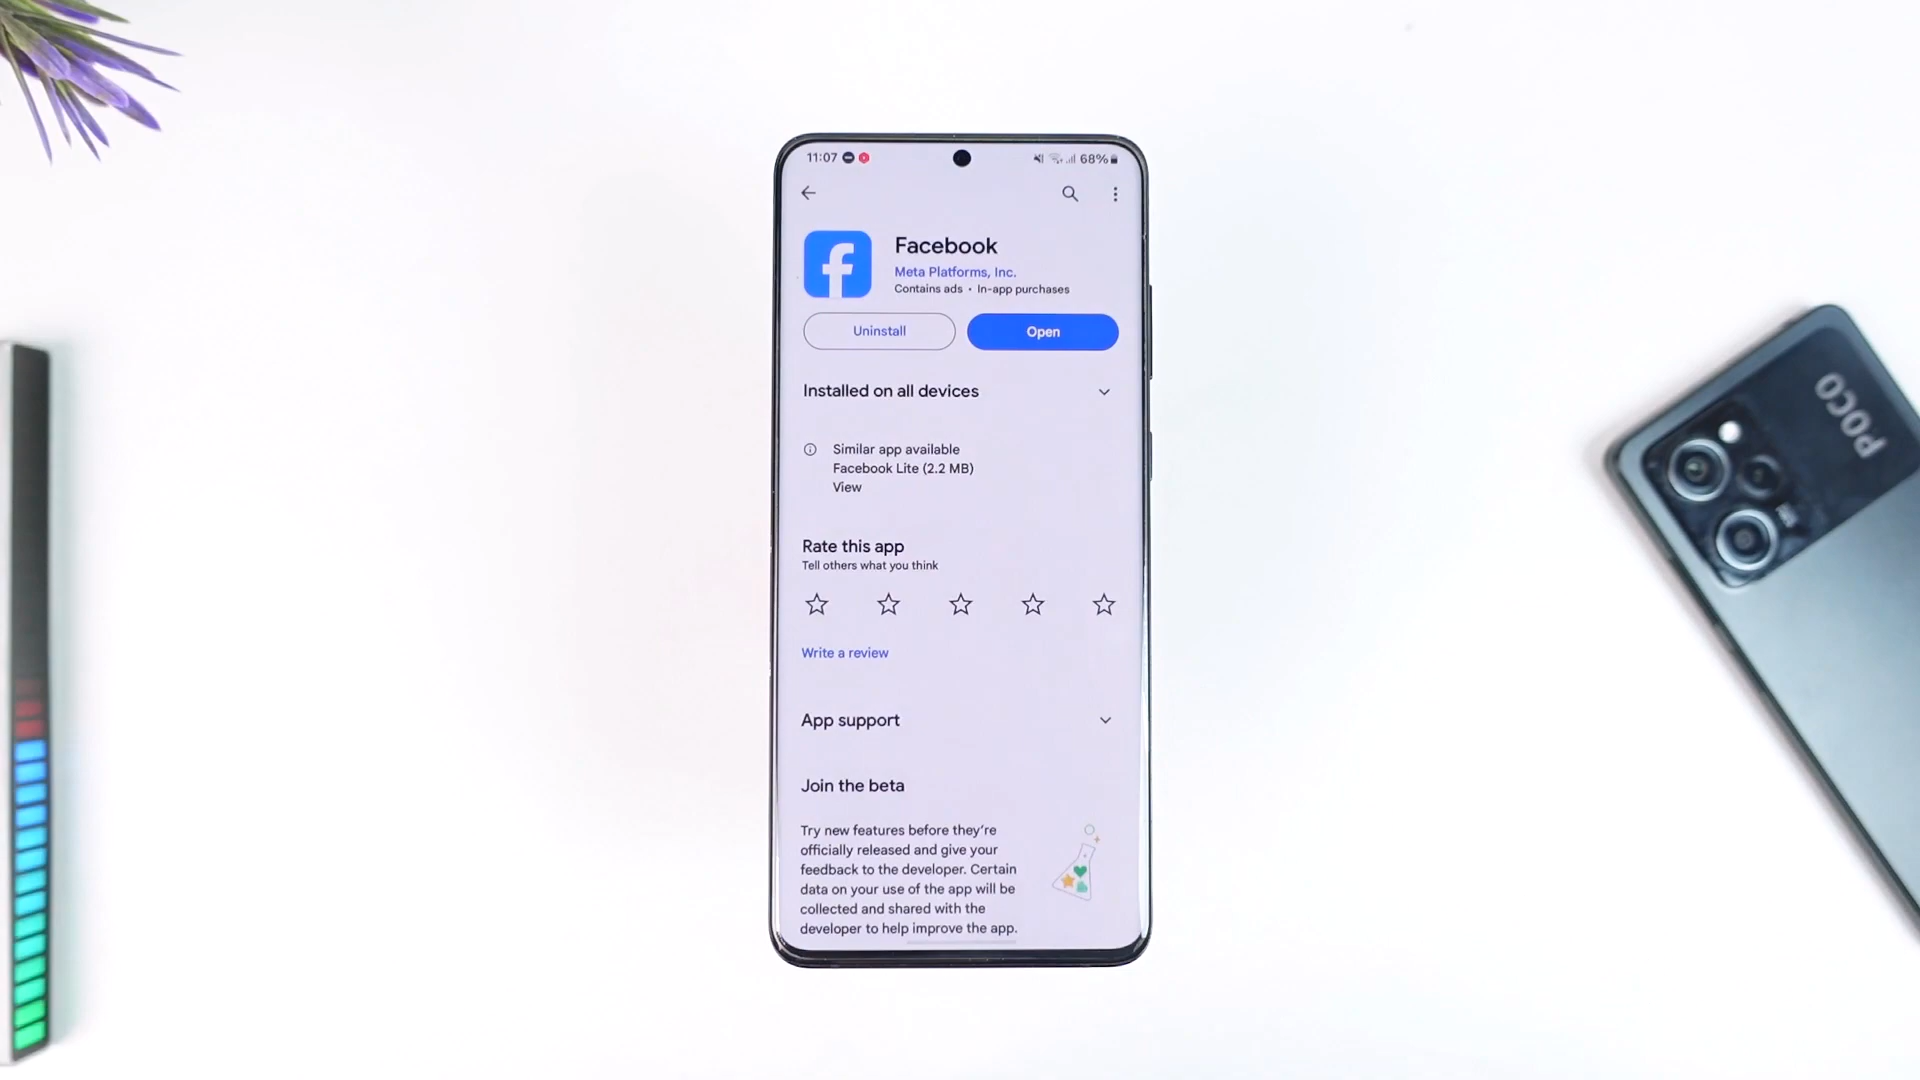 11:07
68%
Facebook
Meta Platforms, Inc.
Contains ads • In-app purchases
Uninstall
Open
Installed on all devices
Similar app available
Facebook Lite (2.2 MB)
View
Rate this app
Tell others what you think
Write a review
App support
Join the beta
Try new features before they're
officially released and give your
feedback to the developer. Certain
data on your use of the app will be
collected and shared with the
developer to help improve the app.
POCO